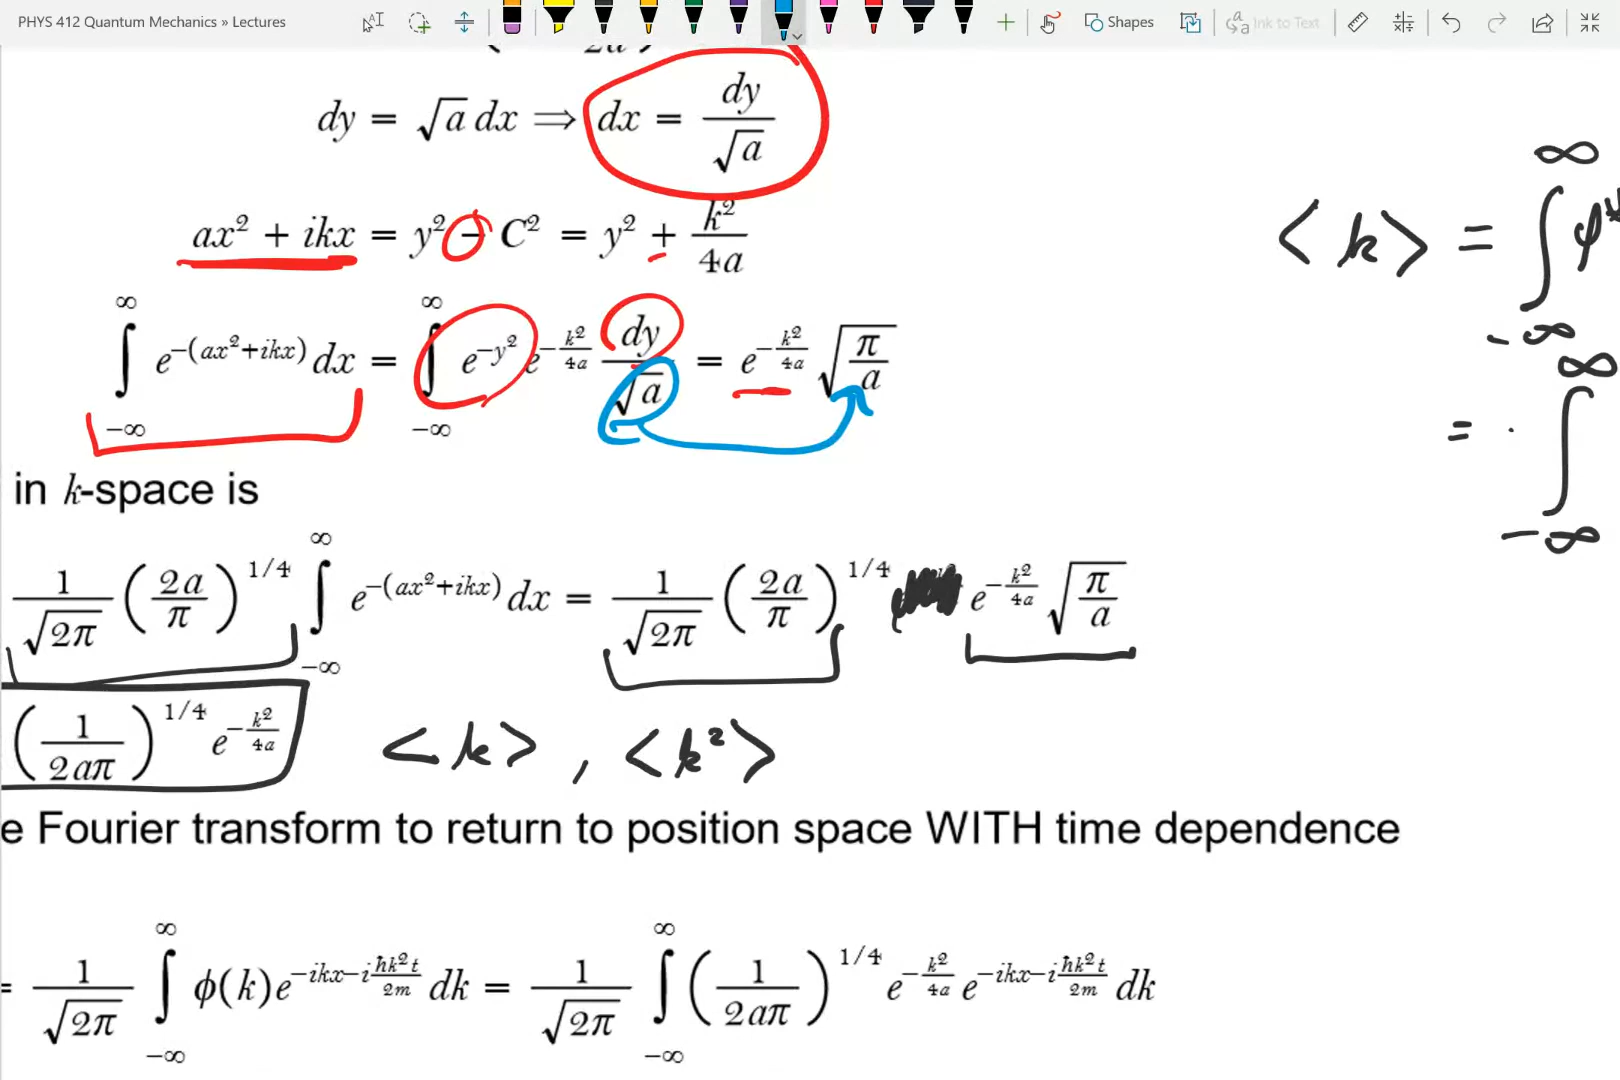 PHYS 412 Quantum Mechanics » Lectures Shapes Ink to Text
dy = √a dx ⟹ dx = dy/√a
ax² + ikx = y² − C² = y² + k²/4a
∫_{-∞}^{∞} e^{-(ax²+ikx)} dx = ∫_{-∞}^{∞} e^{-y²} e^{-k²/4a} dy/√a = e^{-k²/4a} √(π/a)
<k> = ∫_{-∞}^{∞} φ*
= ∫_{-∞}^{∞}
in k-space is
1/√2π (2a/π)^{1/4} ∫_{-∞}^{∞} e^{-(ax²+ikx)} dx = 1/√2π (2a/π)^{1/4} e^{-k²/4a} √(π/a)
(1/2aπ)^{1/4} e^{-k²/4a} <k> , <k²>
e Fourier transform to return to position space WITH time dependence
= 1/√2π ∫_{-∞}^{∞} ϕ(k)e^{-ikx-iħk²t/2m} dk = 1/√2π ∫_{-∞}^{∞} (1/2aπ)^{1/4} e^{-k²/4a} e^{-ikx-iħk²t/2m} dk